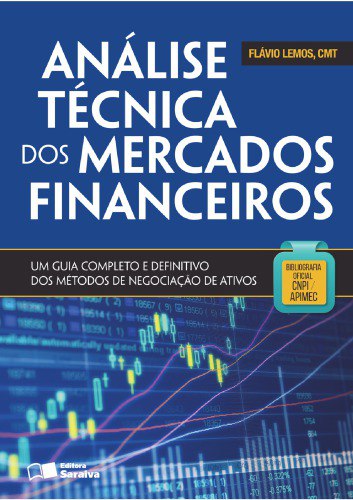 FLÁVIO LEMOS, CMT
ANÁLISE
TÉCNICA
DOS MERCADOS
FINANCEIROS
UM GUIA COMPLETO E DEFINITIVO
DOS MÉTODOS DE NEGOCIAÇÃO DE ATIVOS
BIBLIOGRAFIA
OFICIAL
CNPI /
APIMEC
Editora
Saraiva